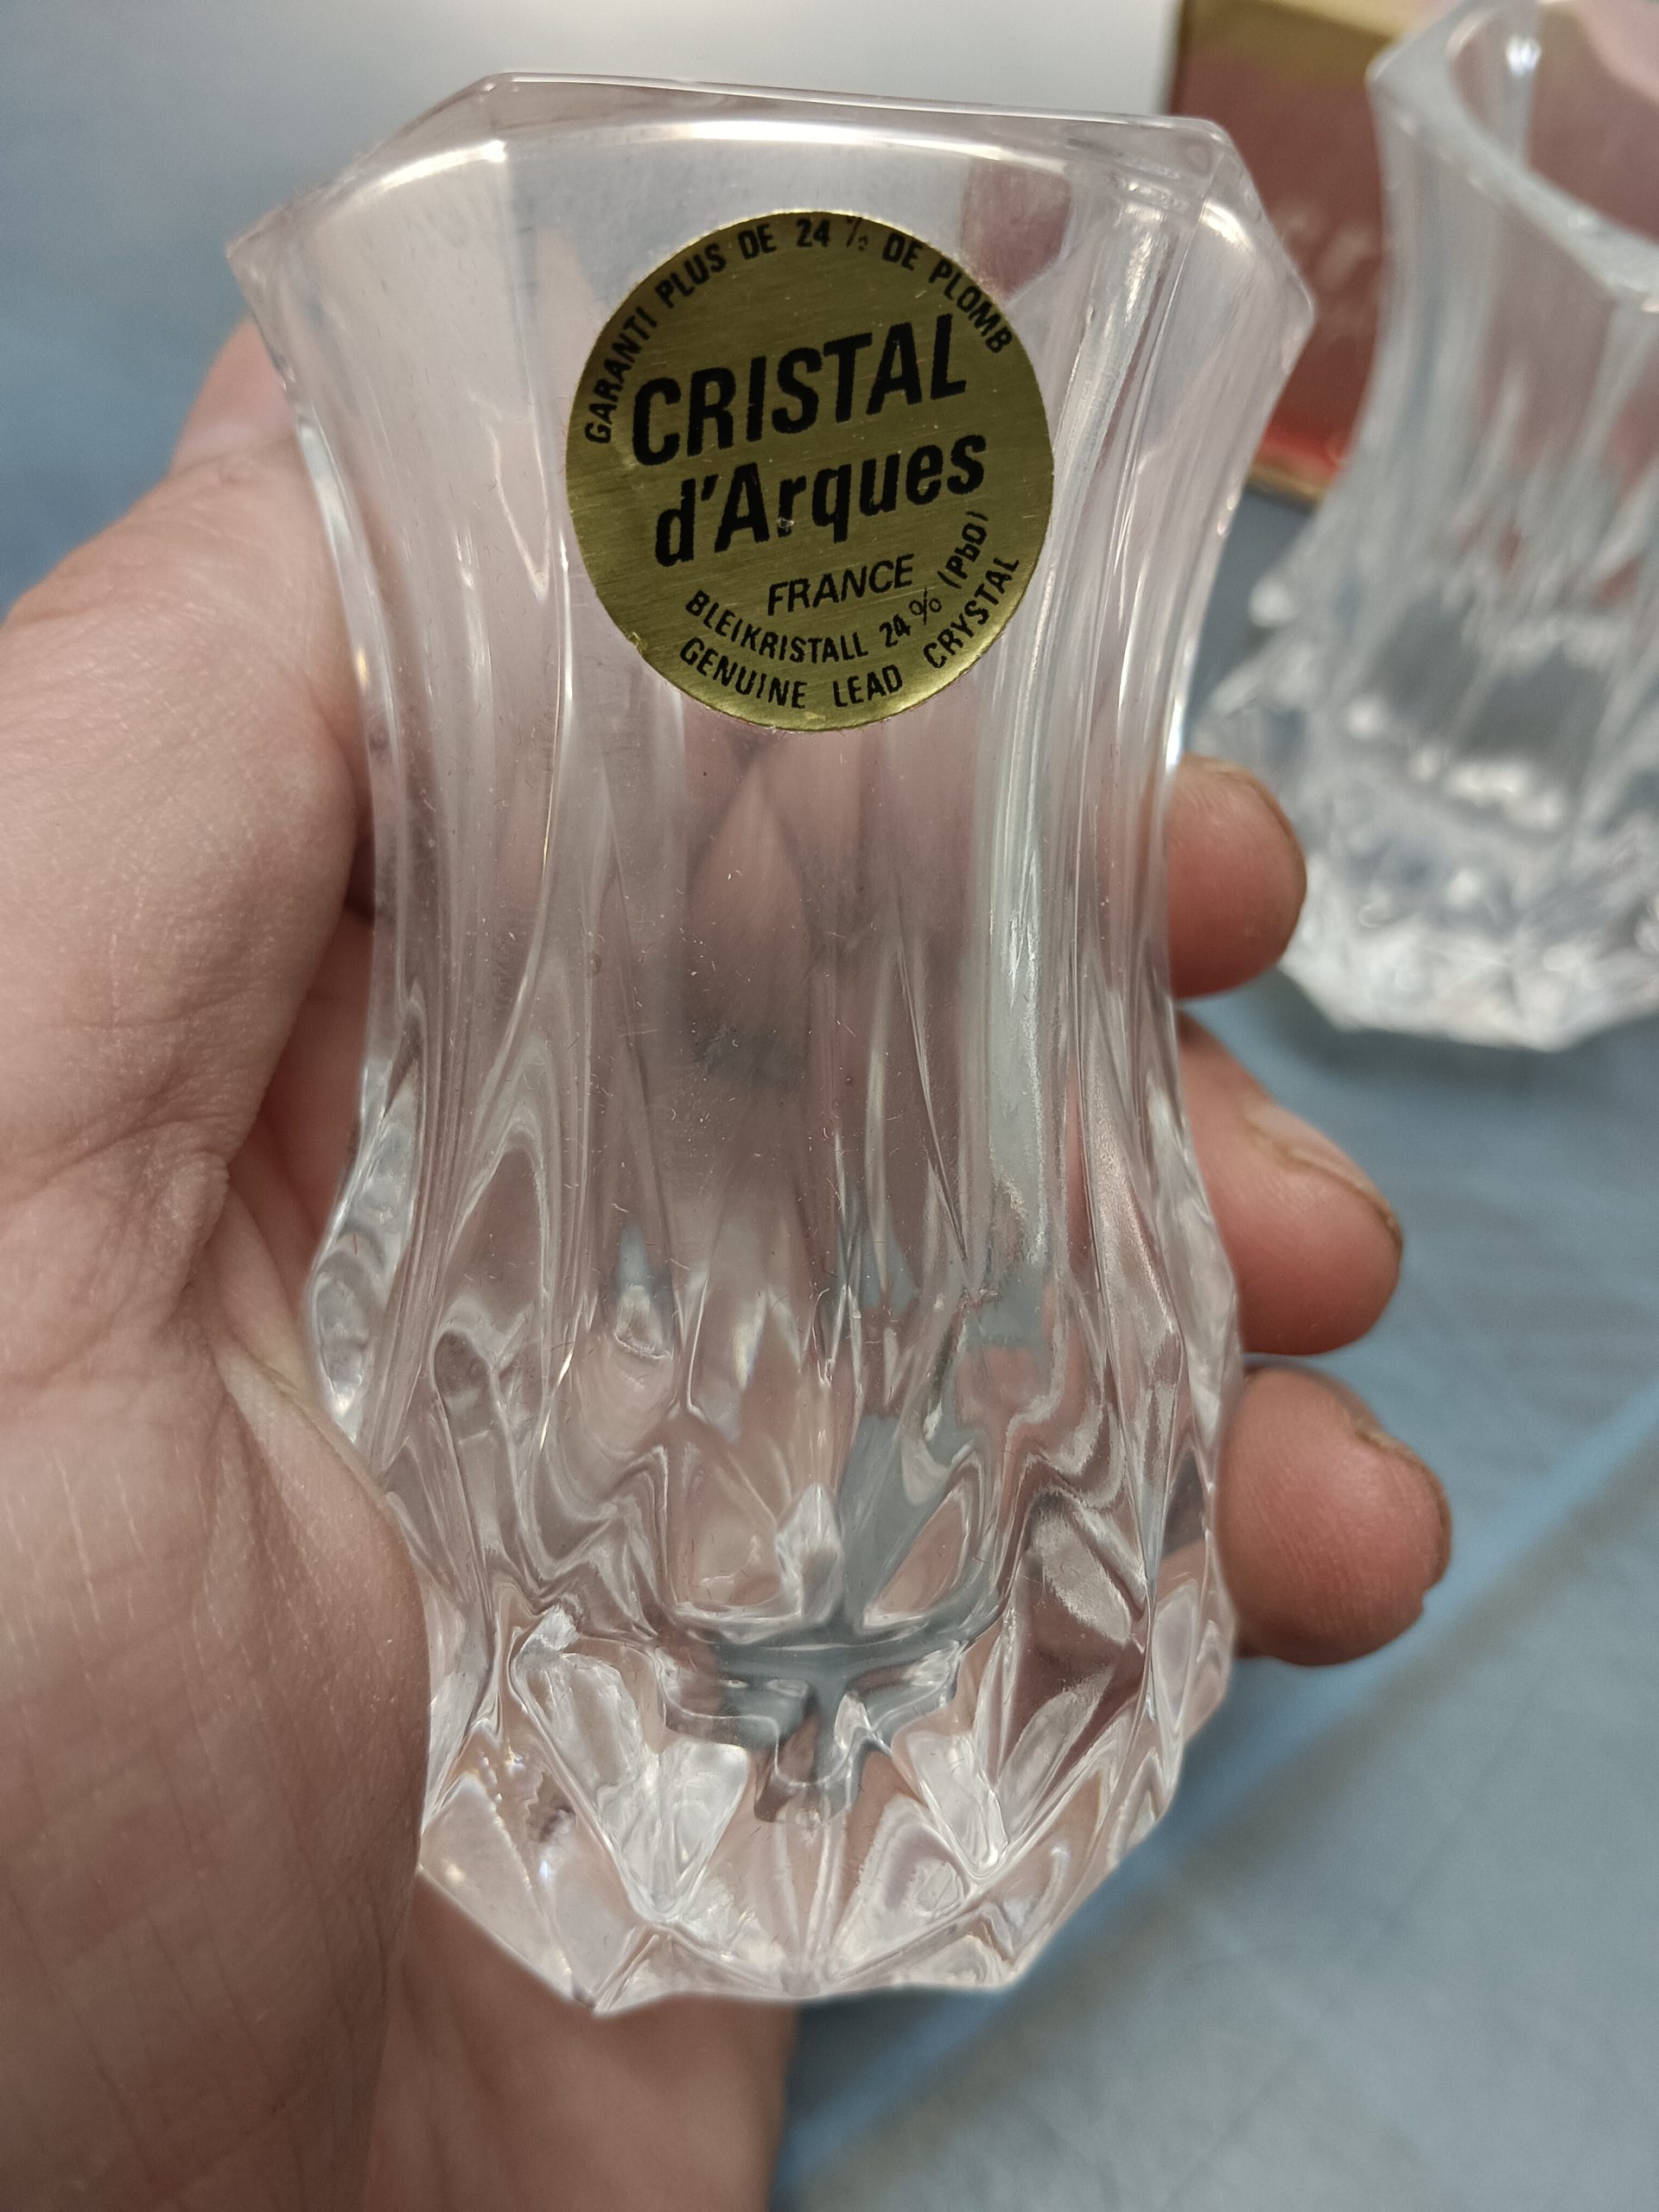 GARANTI PLUS DE 24 % DE PLOMB
CRISTAL
d'Arques
FRANCE
BLEIKRISTALL 24% (PbO)
GENUINE LEAD CRYSTAL